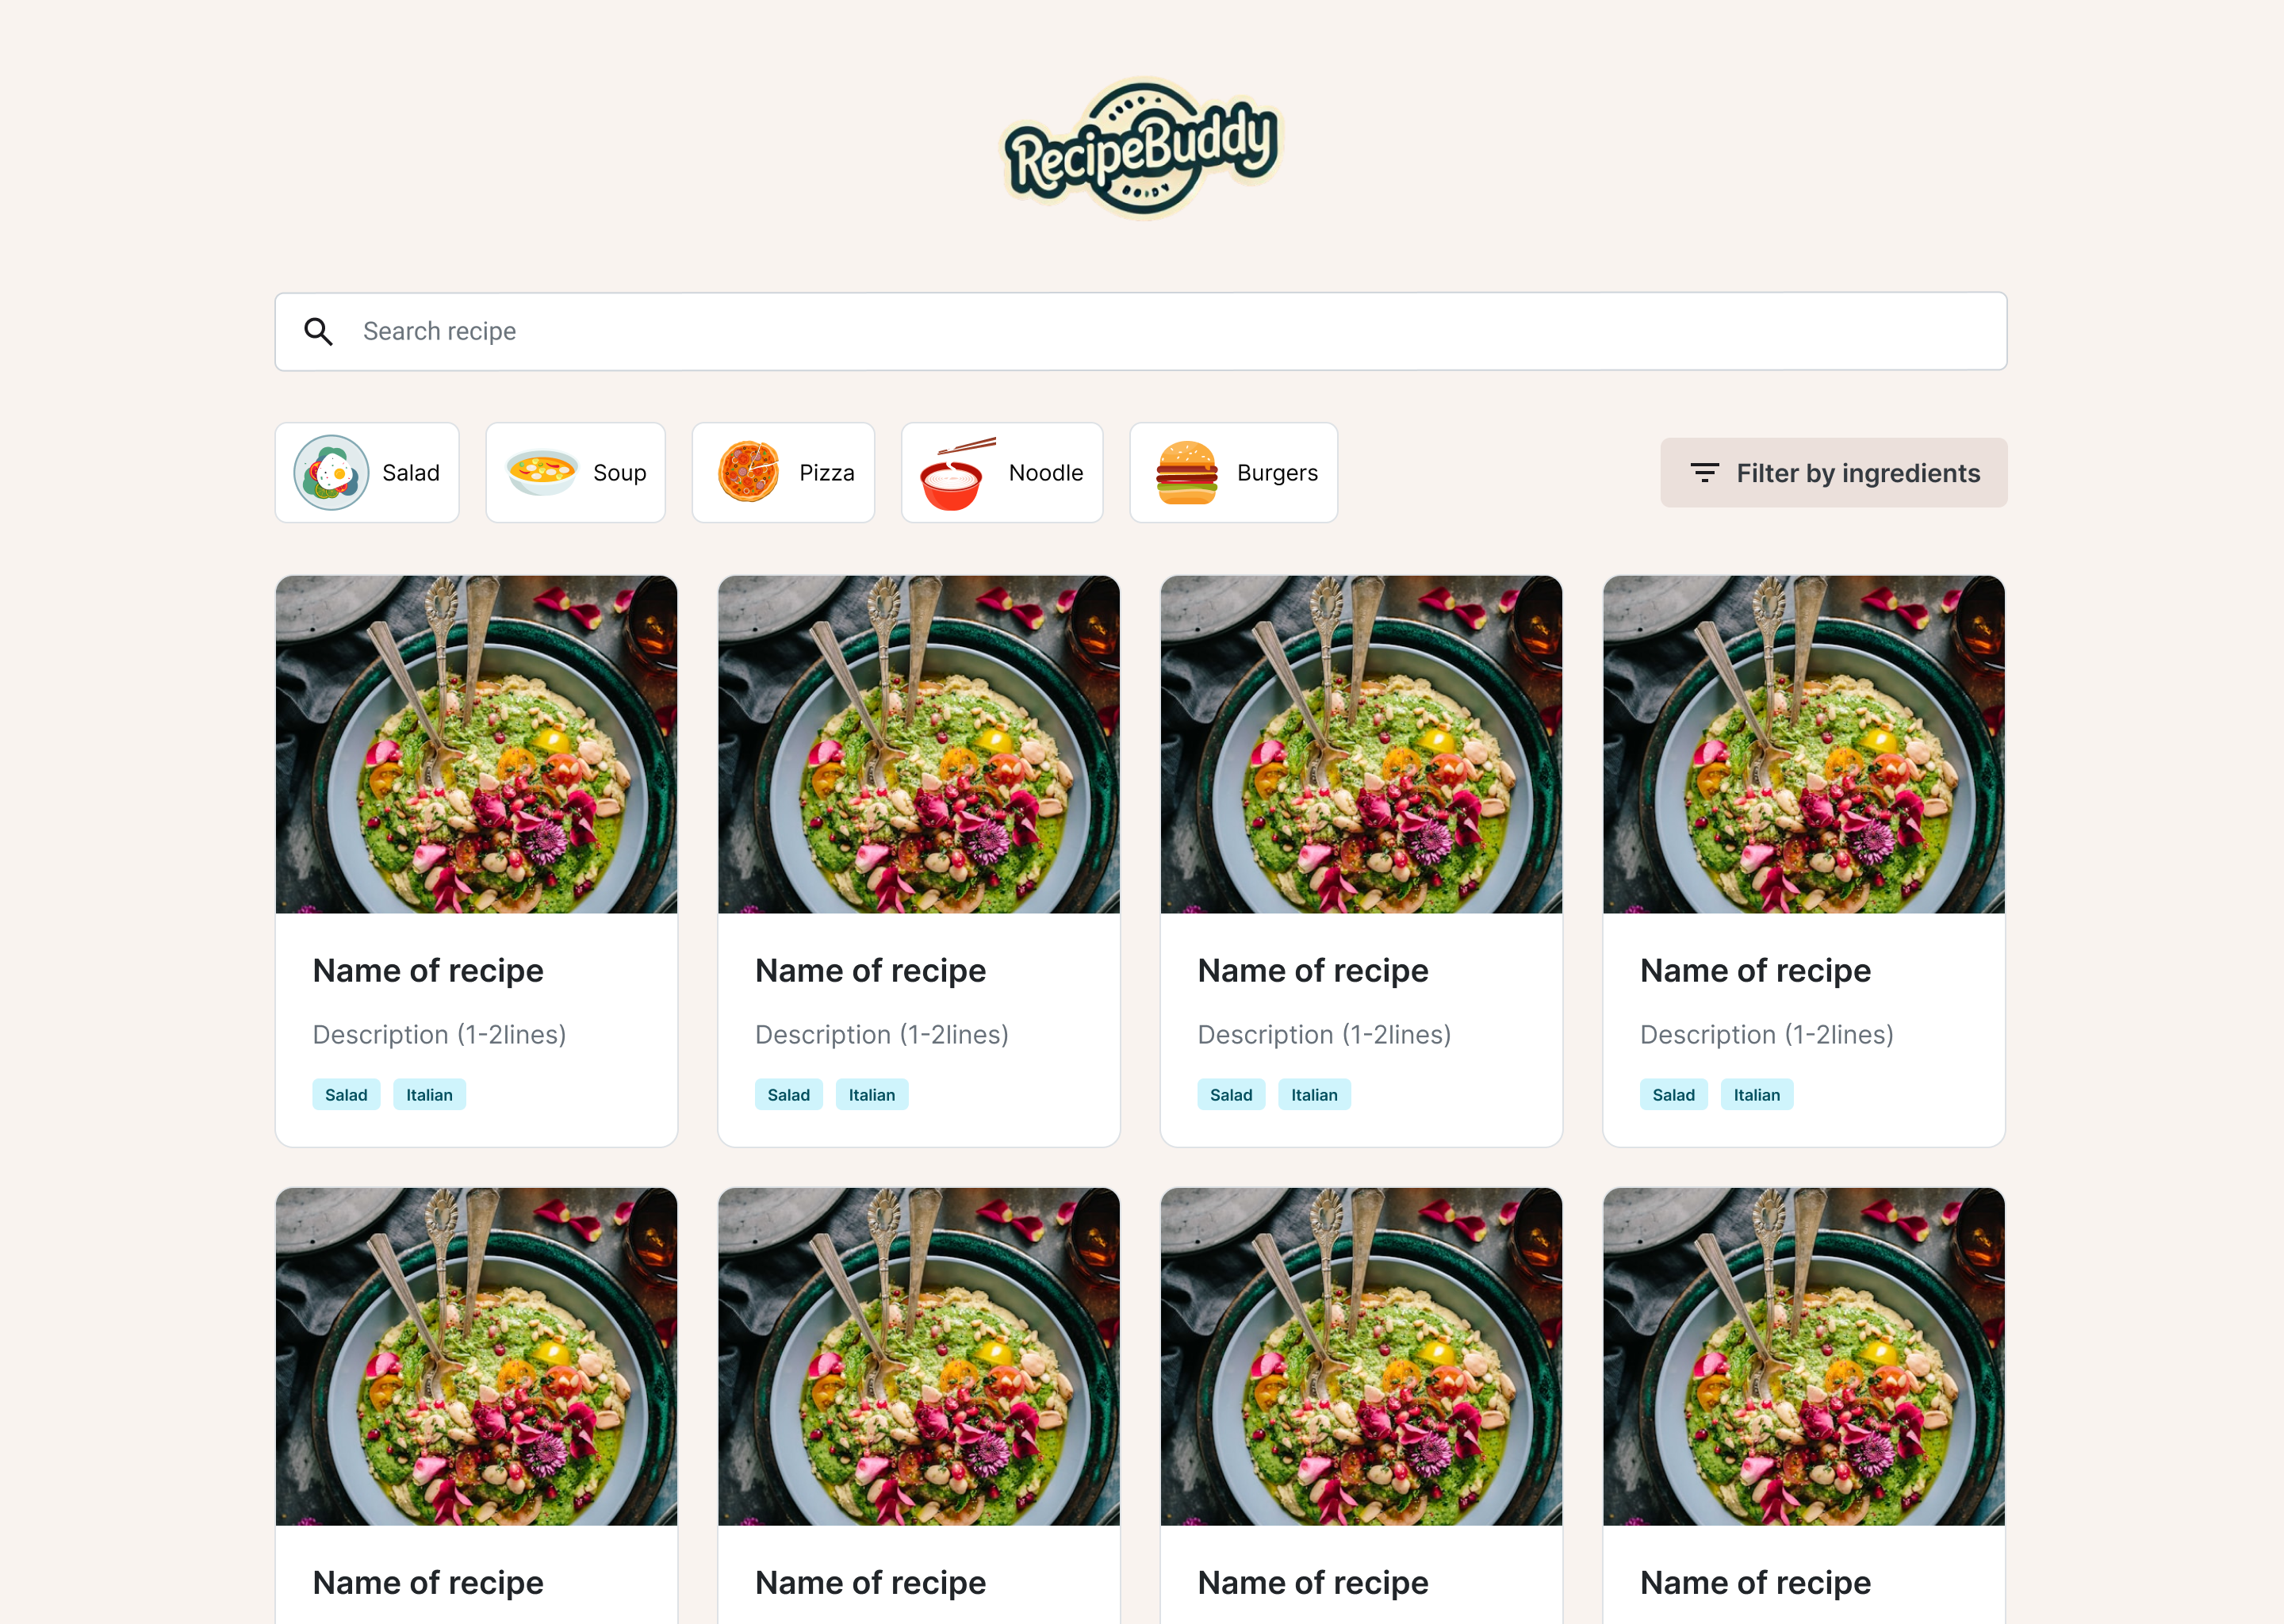 RecipeBuddy
Search recipe
Salad Soup Pizza Noodle Burgers Filter by ingredients
Name of recipe Name of recipe Name of recipe Name of recipe
Description (1-2lines) Description (1-2lines) Description (1-2lines) Description (1-2lines)
Salad Italian Salad Italian Salad Italian Salad Italian
Name of recipe Name of recipe Name of recipe Name of recipe